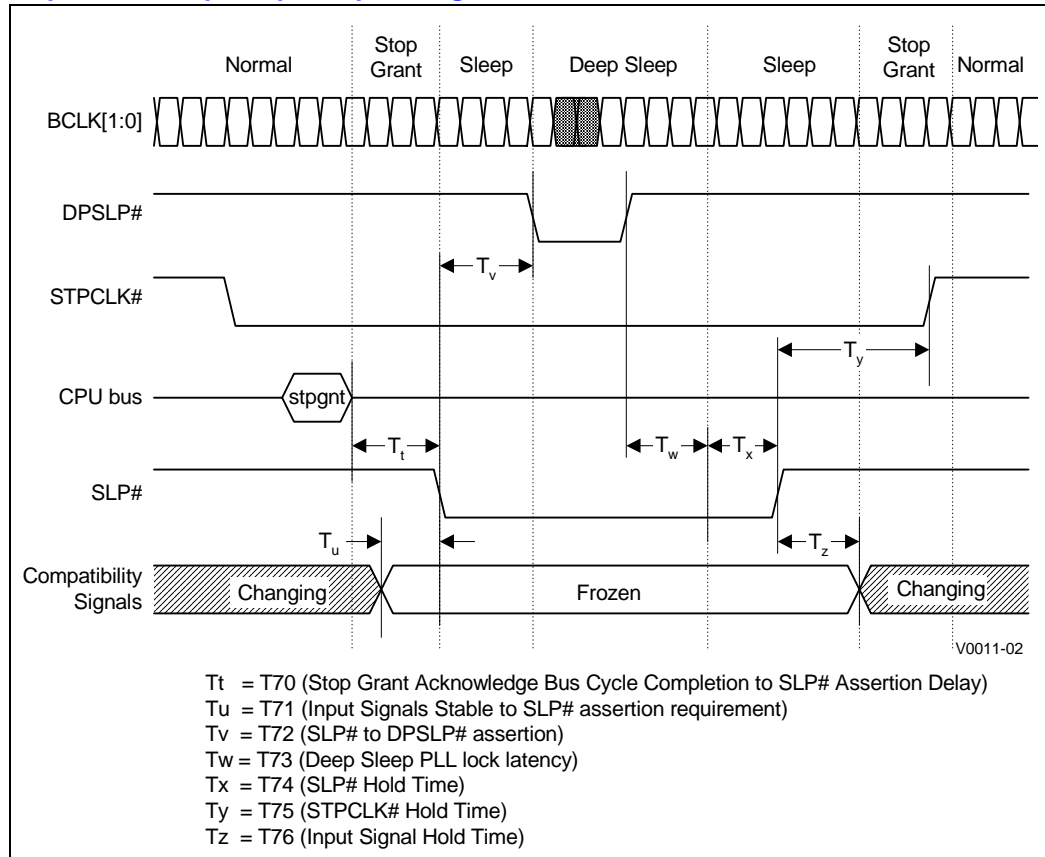 Normal
Stop
Grant
Sleep
Deep Sleep
Sleep
Stop
Grant
Normal
BCLK[1:0]
DPSLP#
Tv
STPCLK#
Ty
CPU bus
stpgnt
Tt
Tw
Tx
SLP#
Tu
Tz
Compatibility
Signals
Changing
Frozen
Changing
V0011-02
Tt = T70 (Stop Grant Acknowledge Bus Cycle Completion to SLP# Assertion Delay)
Tu = T71 (Input Signals Stable to SLP# assertion requirement)
Tv = T72 (SLP# to DPSLP# assertion)
Tw = T73 (Deep Sleep PLL lock latency)
Tx = T74 (SLP# Hold Time)
Ty = T75 (STPCLK# Hold Time)
Tz = T76 (Input Signal Hold Time)